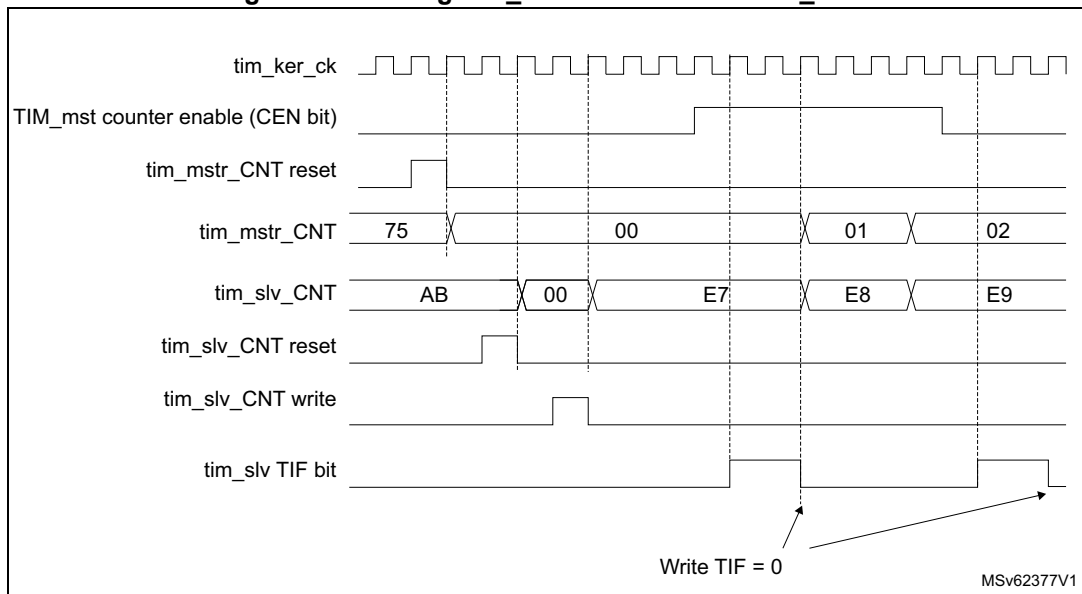 tim_ker_ck
TIM_mst counter enable (CEN bit)
tim_mstr_CNT reset
tim_mstr_CNT 75 00 01 02
tim_slv_CNT AB 00 E7 E8 E9
tim_slv_CNT reset
tim_slv_CNT write
tim_slv TIF bit
Write TIF = 0
MSv62377V1